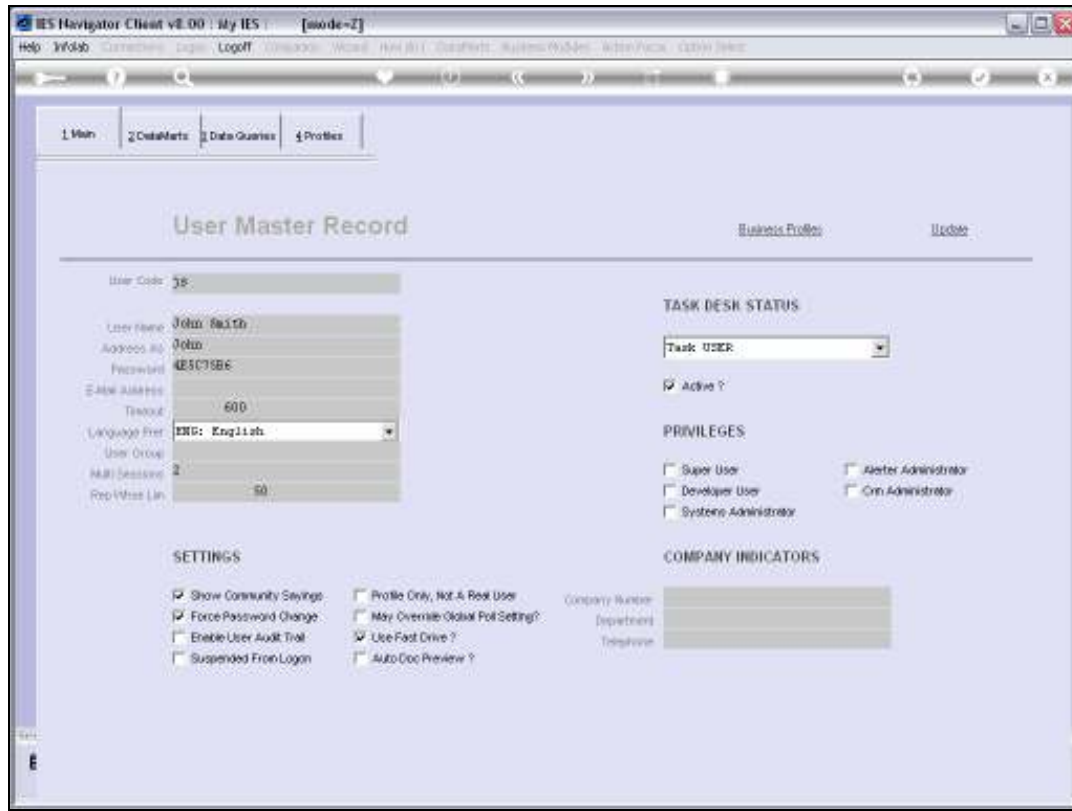 IES Navigator Client v8.00 : My IES : [mode=Z]
Help Infolab Logoff
1 Main 2 DataMarts 3 Data Queries 4 Profiles
User Master Record
Business Profiles Update
User Code js
User Name John Smith
Address As John
Password
E-Mail Address
Timeout 600
Language Pref ENG: English
User Group
Multi Sessions 2
50
TASK DESK STATUS
Task USER
Active ?
PRIVILEGES
Super User Alerter Administrator
Developer User Crm Administrator
Systems Administrator
SETTINGS
Show Community Sayings Profile Only, Not A Real User
Force Password Change May Override Global Poll Setting?
Enable User Audit Trail Use Fast Drive ?
Suspended From Logon Auto Doc Preview ?
COMPANY INDICATORS
Company Number
Department
Telephone